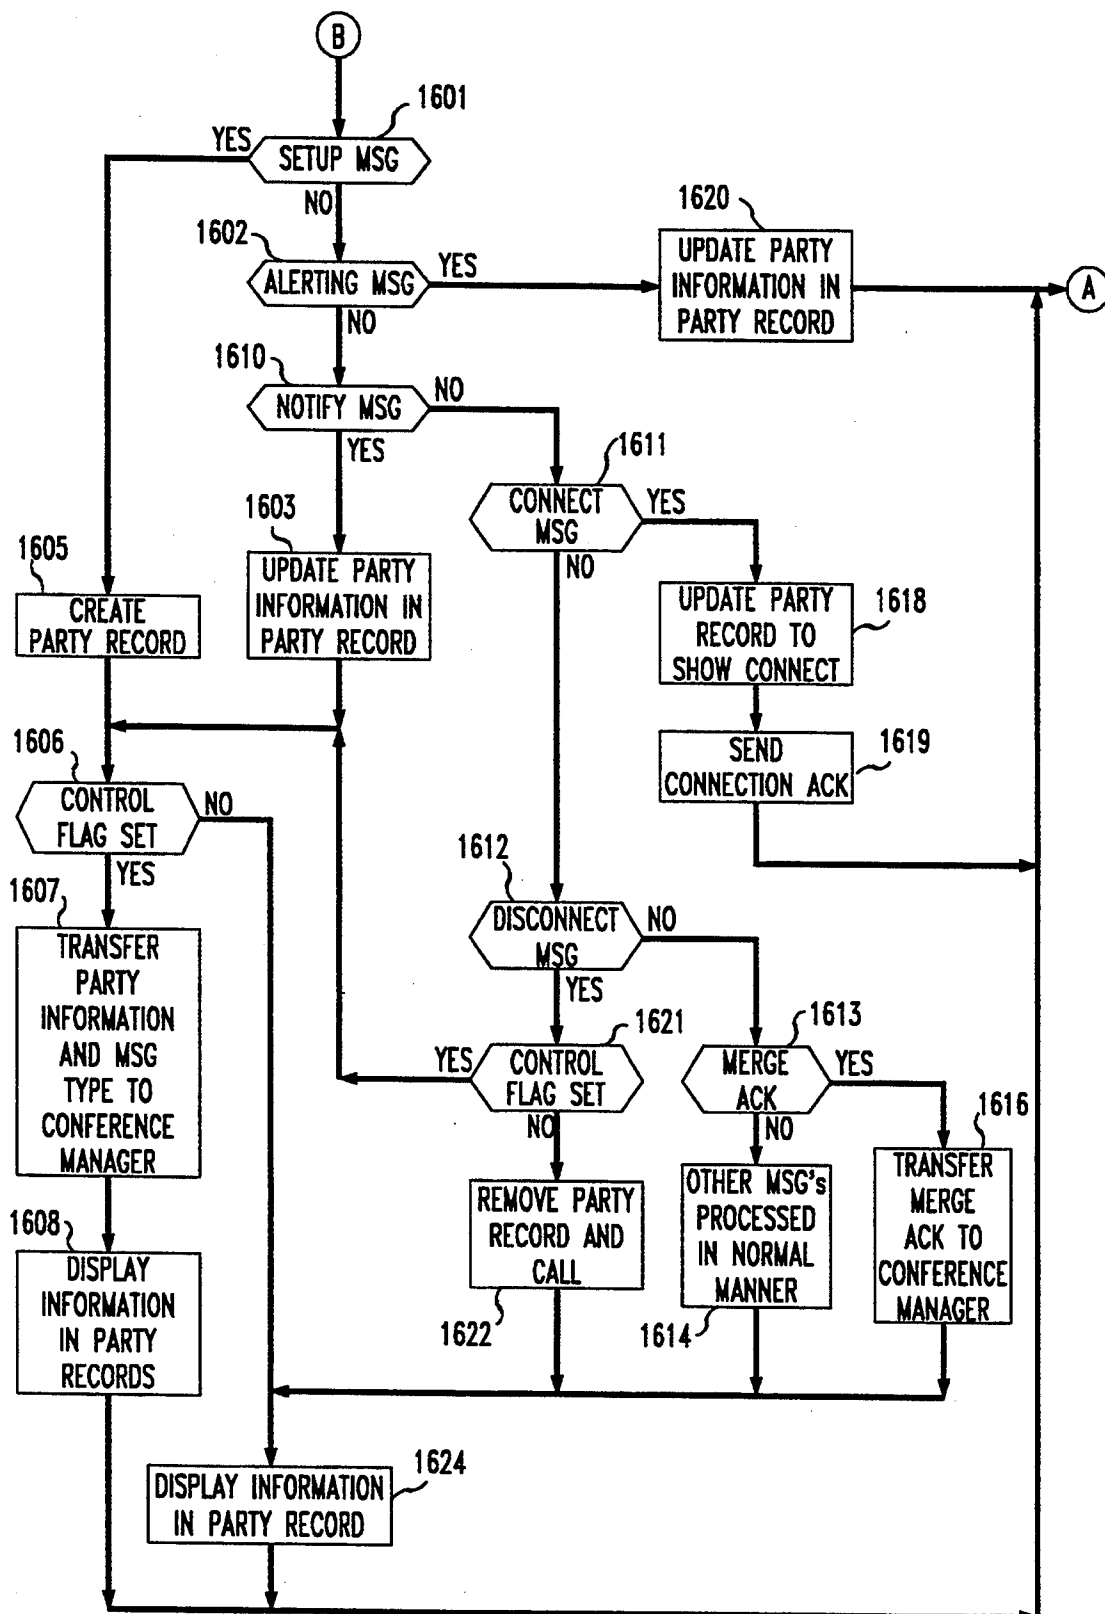 B
1601
YES
SETUP MSG
NO
1620
1602
UPDATE PARTY
INFORMATION IN
PARTY RECORD
ALERTING MSG
YES
A
NO
1610
NOTIFY MSG
NO
YES
1611
CONNECT
MSG
YES
NO
1603
UPDATE PARTY
INFORMATION IN
PARTY RECORD
1605
CREATE
PARTY RECORD
UPDATE PARTY
RECORD TO
SHOW CONNECT
1618
1606
CONTROL
FLAG SET
NO
YES
SEND
CONNECTION ACK
1619
1607
TRANSFER
PARTY
INFORMATION
AND MSG
TYPE TO
CONFERENCE
MANAGER
1612
DISCONNECT
MSG
NO
YES
1621
YES
CONTROL
FLAG SET
NO
1613
MERGE
ACK
YES
NO
1616
TRANSFER
MERGE
ACK TO
CONFERENCE
MANAGER
REMOVE PARTY
RECORD AND
CALL
1622
OTHER MSG's
PROCESSED
IN NORMAL
MANNER
1614
1608
DISPLAY
INFORMATION
IN PARTY
RECORDS
1624
DISPLAY INFORMATION
IN PARTY RECORD